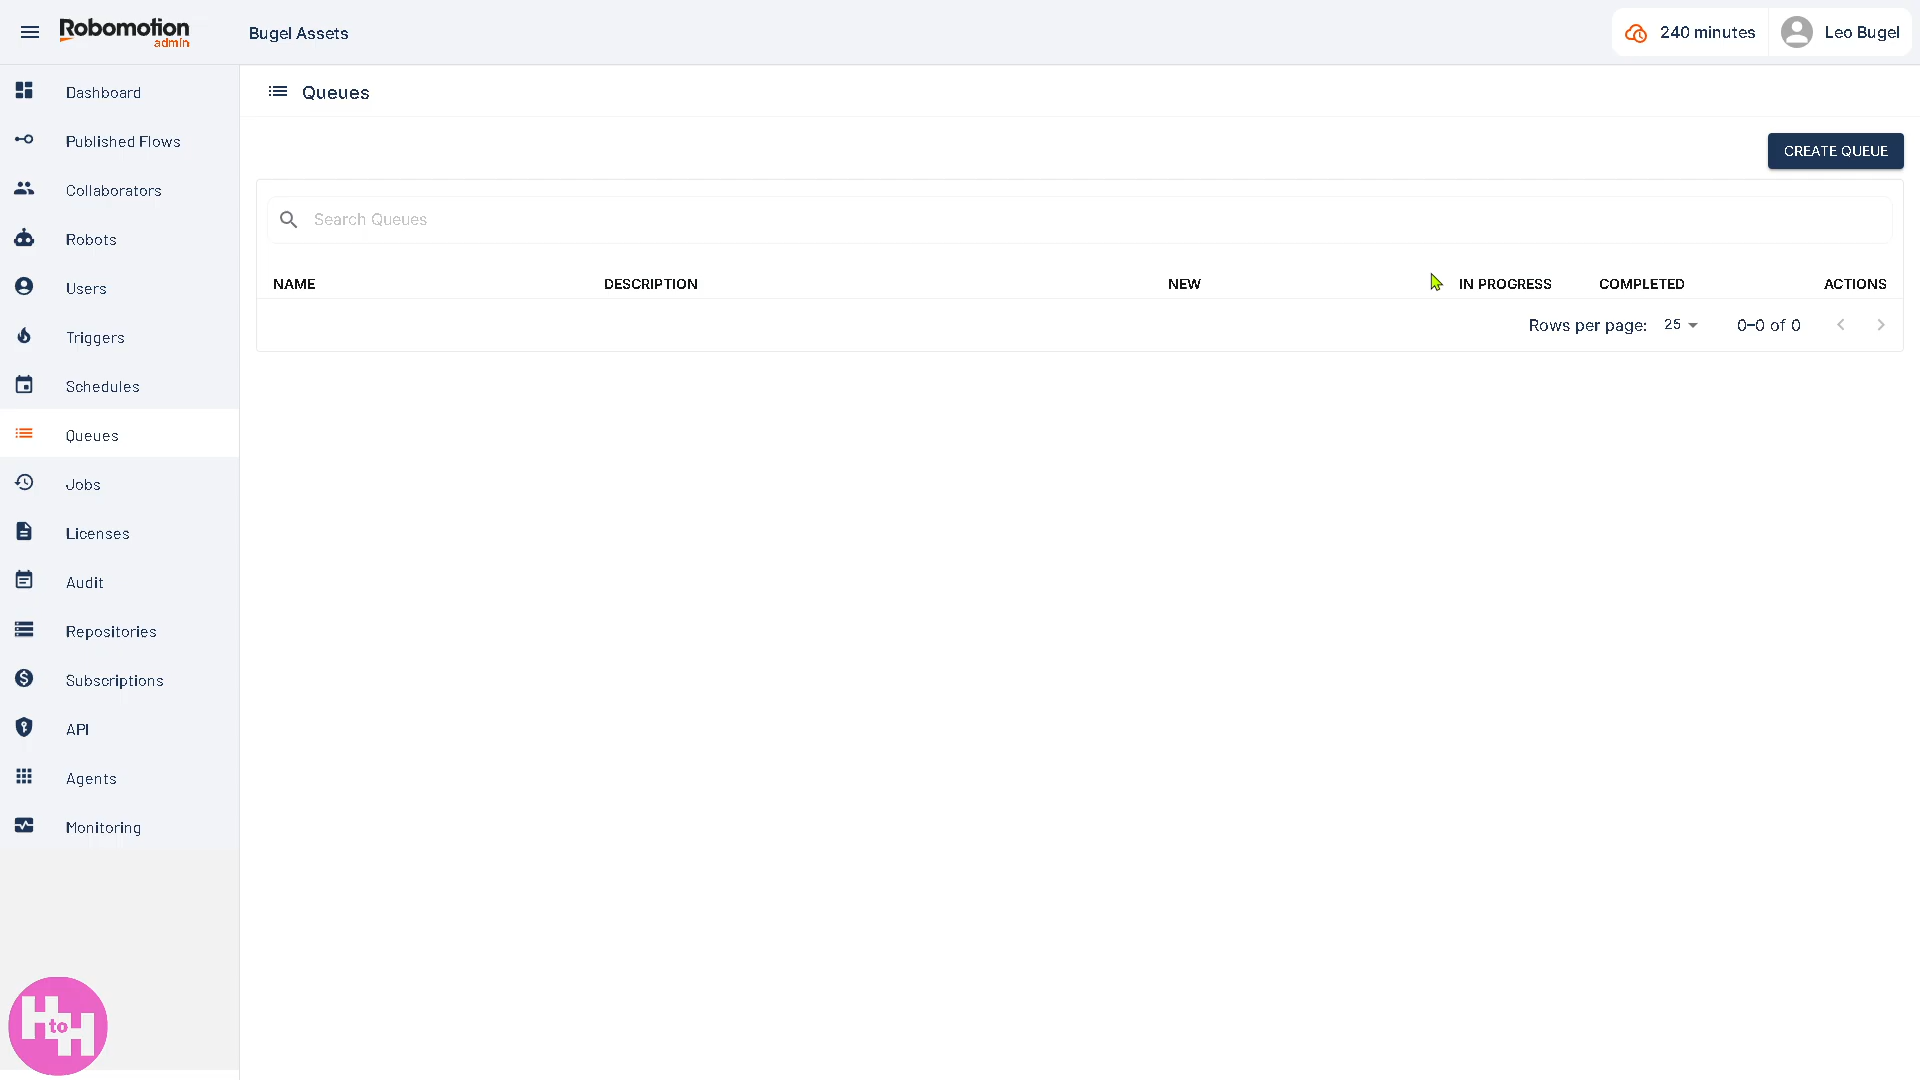 Robomotion
admin
Bugel Assets
240 minutes
Leo Bugel
Dashboard
Published Flows
Collaborators
Robots
Users
Triggers
Schedules
Queues
Jobs
Licenses
Audit
Repositories
Subscriptions
API
Agents
Monitoring
Queues
CREATE QUEUE
Search Queues
NAME DESCRIPTION NEW IN PROGRESS COMPLETED ACTIONS
Rows per page: 25 0–0 of 0
H to H